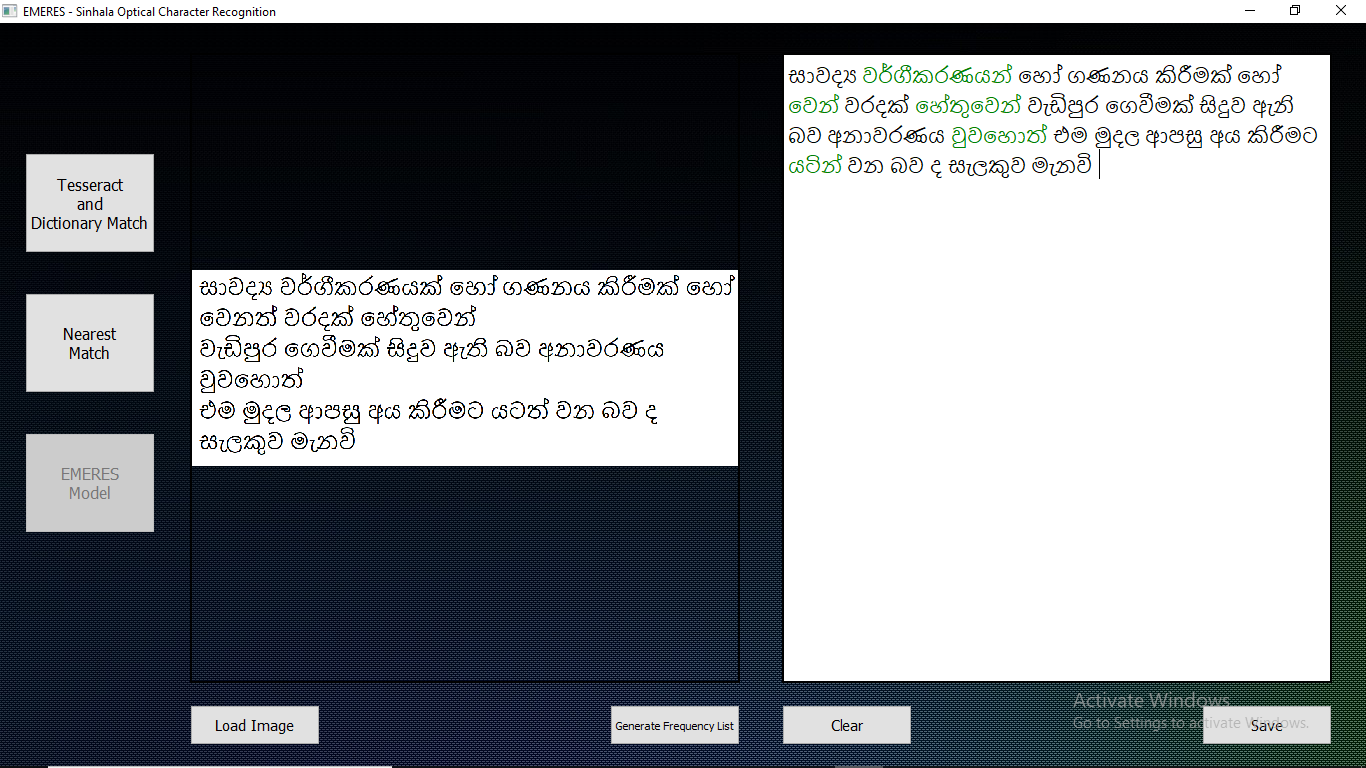 EMERES - Sinhala Optical Character Recognition
Tesseract
and
Dictionary Match
Nearest
Match
EMERES
Model
සාවද්‍ය වර්ගීකරණයක් හෝ ගණනය කිරීමක් හෝ
වෙනත් වරදක් හේතුවෙන්
වැඩිපුර ගෙවීමක් සිදුව ඇති බව අනාවරණය
වුවහොත්
එම මුදල ආපසු අය කිරීමට යටත් වන බව ද
සැලකුව මැනවි
සාවද්‍ය වර්ගීකරණයන් හෝ ගණනය කිරීමක් හෝ
වෙන් වරදක් හේතුවෙන් වැඩිපුර ගෙවීමක් සිදුව ඇති
බව අනාවරණය වුවහොත් එම මුදල ආපසු අය කිරීමට
යටින් වන බව ද සැලකුව මැනවි
Load Image
Generate Frequency List
Clear
Save
Activate Windows
Go to Settings to activate Windows.